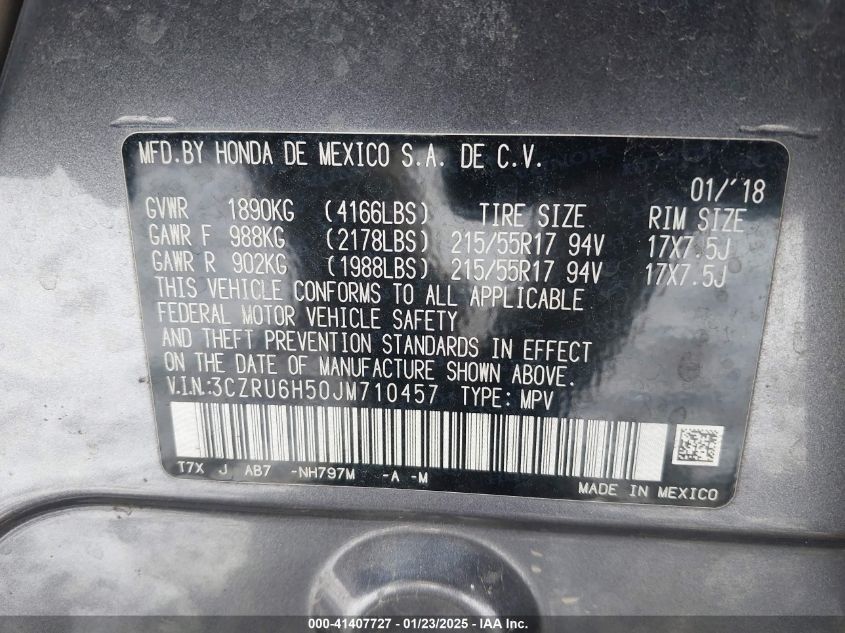 MFD.BY HONDA DE MEXICO S.A. DE C.V.
01/'18
GVWR 1890KG (4166LBS) TIRE SIZE RIM SIZE
GAWR F 988KG (2178LBS) 215/55R17 94V 17X7.5J
GAWR R 902KG (1988LBS) 215/55R17 94V 17X7.5J
THIS VEHICLE CONFORMS TO ALL APPLICABLE
FEDERAL MOTOR VEHICLE SAFETY
AND THEFT PREVENTION STANDARDS IN EFFECT
ON THE DATE OF MANUFACTURE SHOWN ABOVE.
V.I.N.:3CZRU6H50JM710457 TYPE: MPV
T7X J AB7 -NH797M -A -M
MADE IN MEXICO
000-41407727 - 01/23/2025 - IAA Inc.